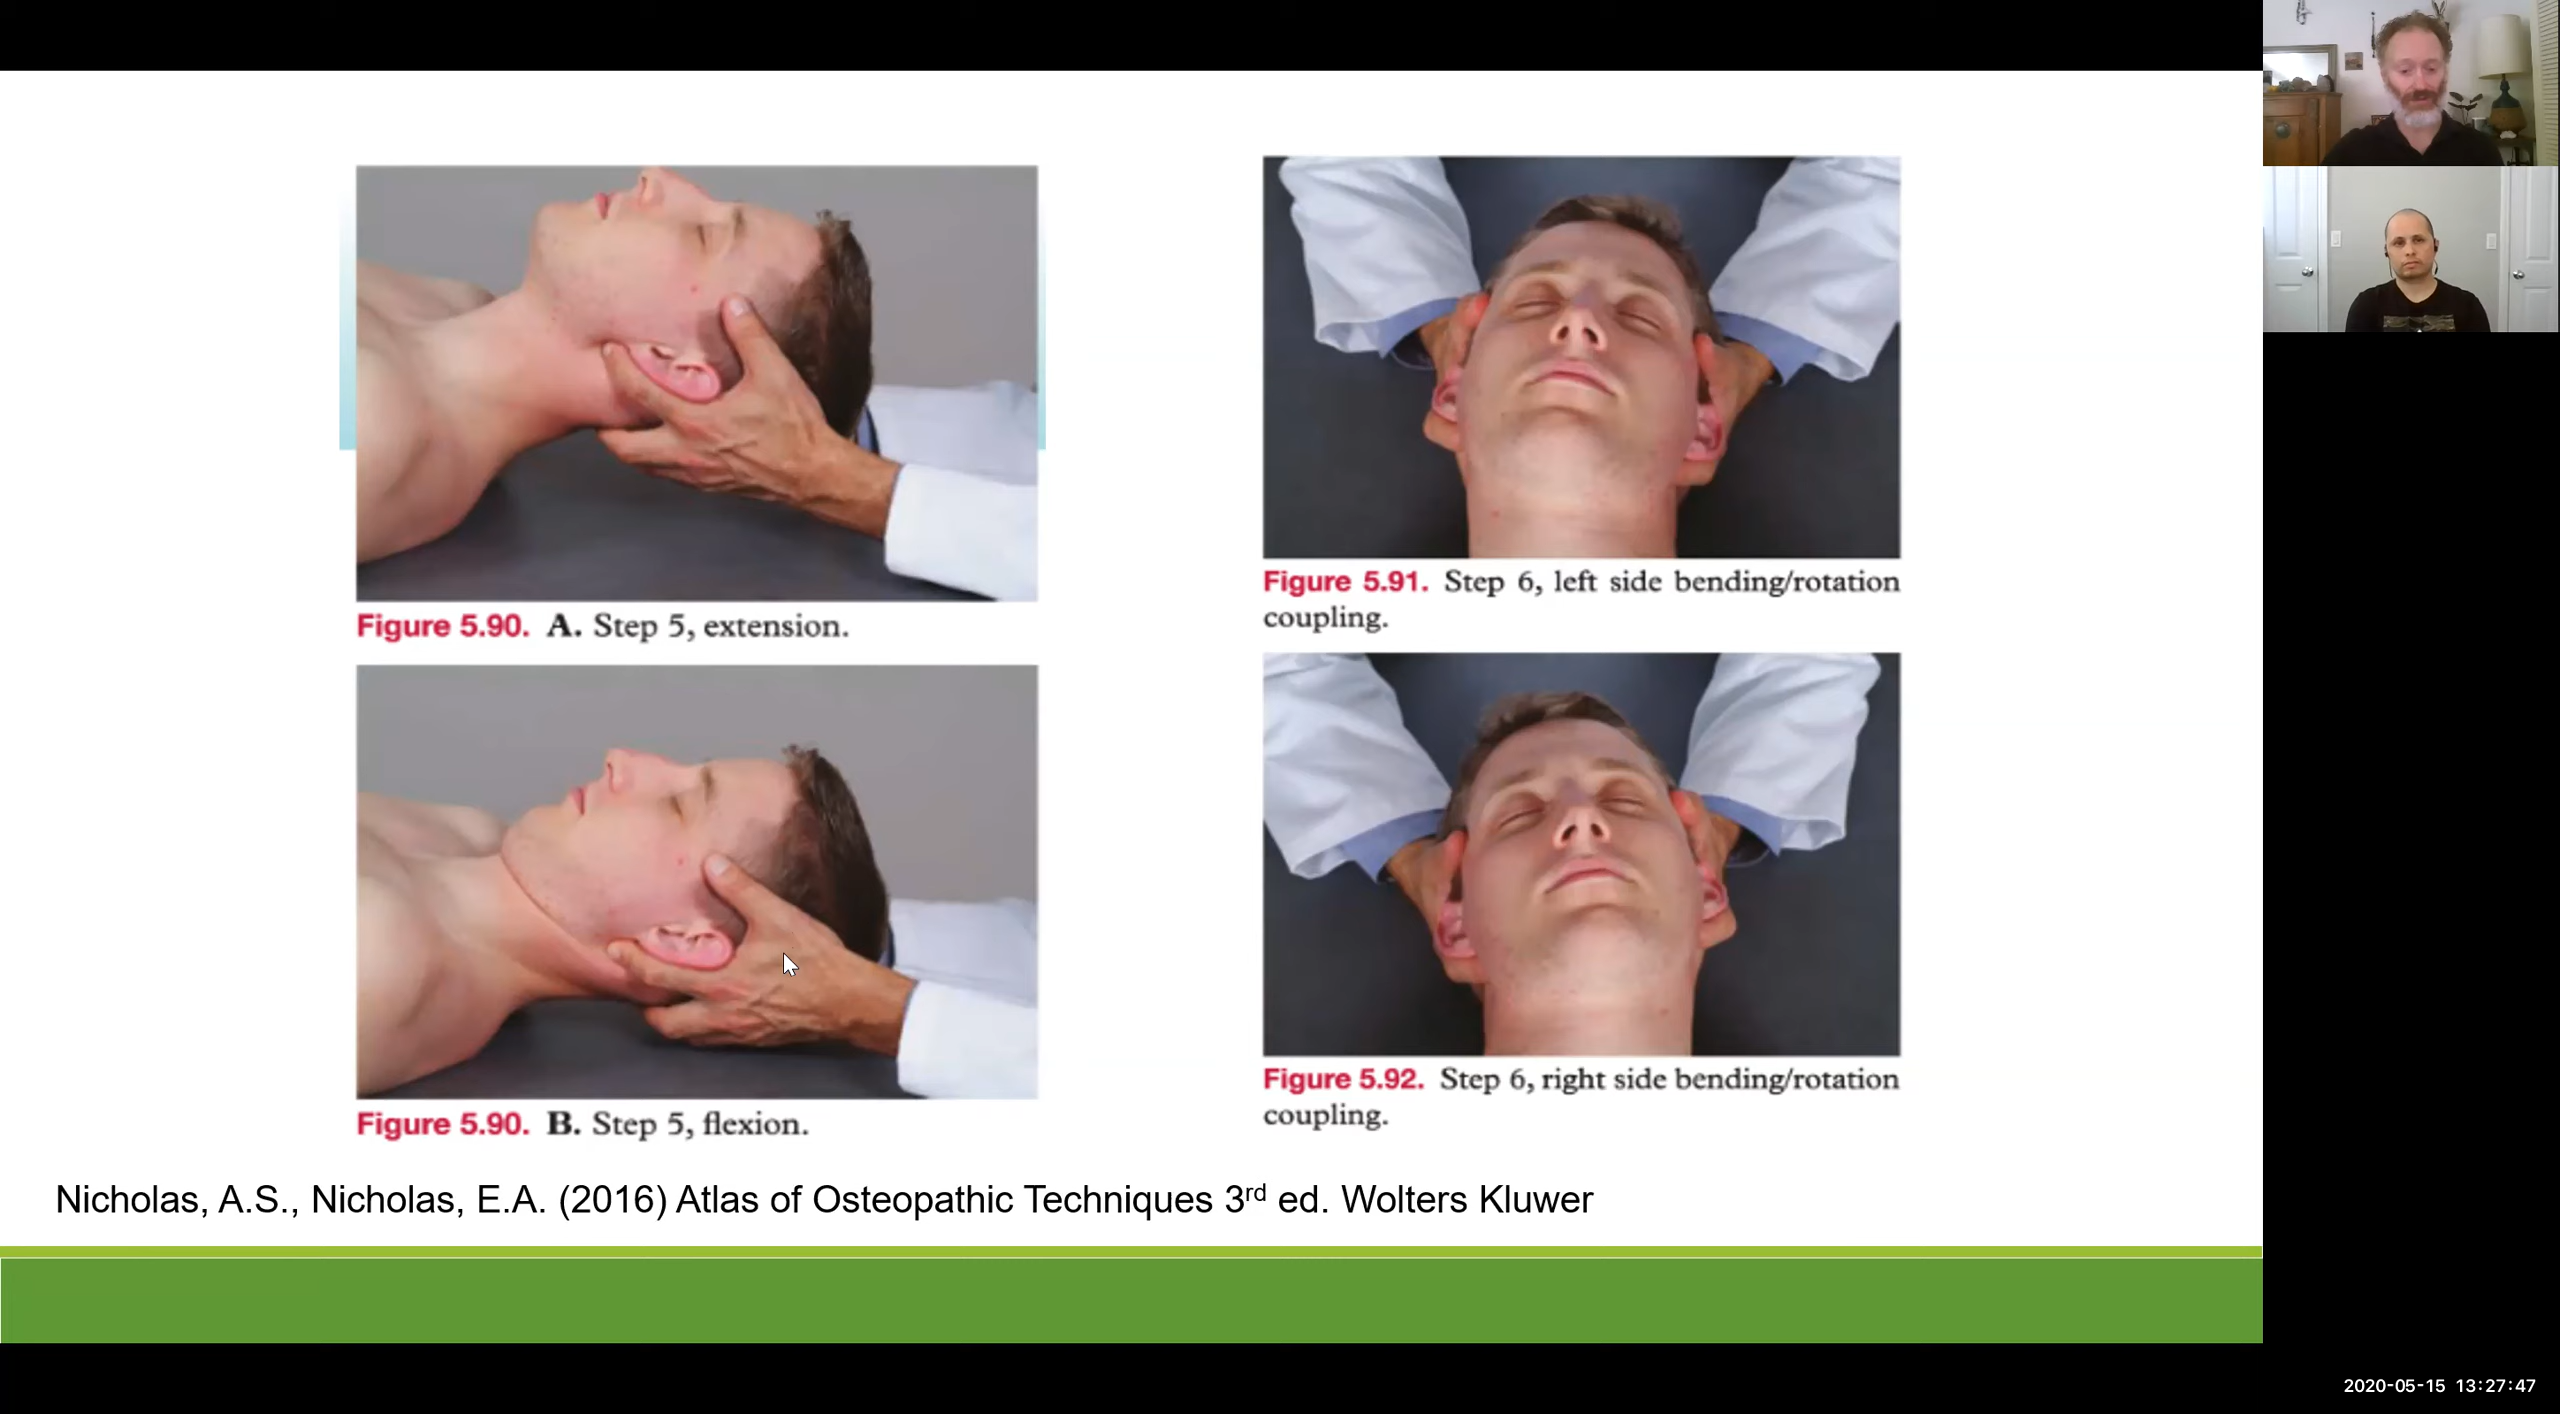 Figure 5.90. A. Step 5, extension.
Figure 5.90. B. Step 5, flexion.
Figure 5.91. Step 6, left side bending/rotation
coupling.
Figure 5.92. Step 6, right side bending/rotation
coupling.
Nicholas, A.S., Nicholas, E.A. (2016) Atlas of Osteopathic Techniques 3rd ed. Wolters Kluwer
2020-05-15 13:27:47